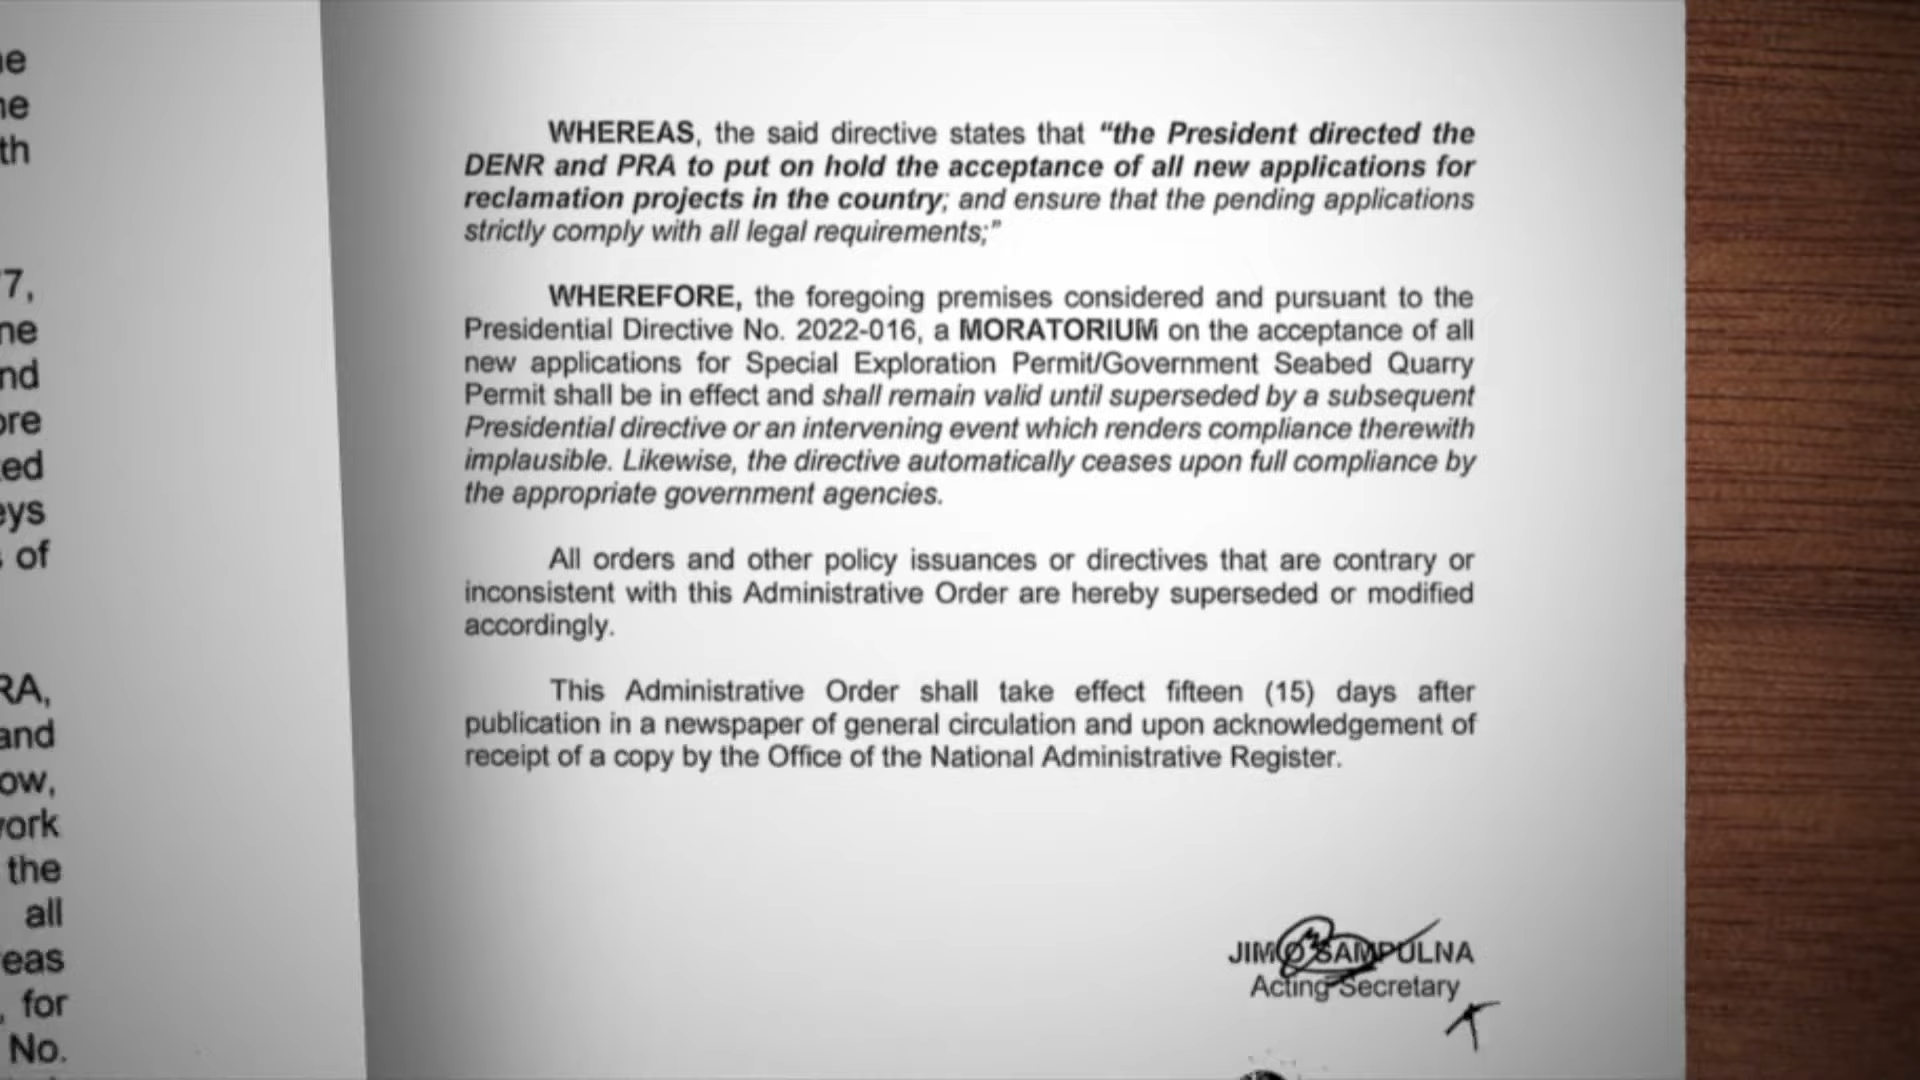 WHEREAS, the said directive states that “the President directed the
DENR and PRA to put on hold the acceptance of all new applications for
reclamation projects in the country; and ensure that the pending applications
strictly comply with all legal requirements;”
WHEREFORE, the foregoing premises considered and pursuant to the
Presidential Directive No. 2022-016, a MORATORIUM on the acceptance of all
new applications for Special Exploration Permit/Government Seabed Quarry
Permit shall be in effect and shall remain valid until superseded by a subsequent
Presidential directive or an intervening event which renders compliance therewith
implausible. Likewise, the directive automatically ceases upon full compliance by
the appropriate government agencies.
All orders and other policy issuances or directives that are contrary or
inconsistent with this Administrative Order are hereby superseded or modified
accordingly.
This Administrative Order shall take effect fifteen (15) days after
publication in a newspaper of general circulation and upon acknowledgement of
receipt of a copy by the Office of the National Administrative Register.
JIM O. SAMPULNA
Acting Secretary
7,
of
the
all
, for
No.